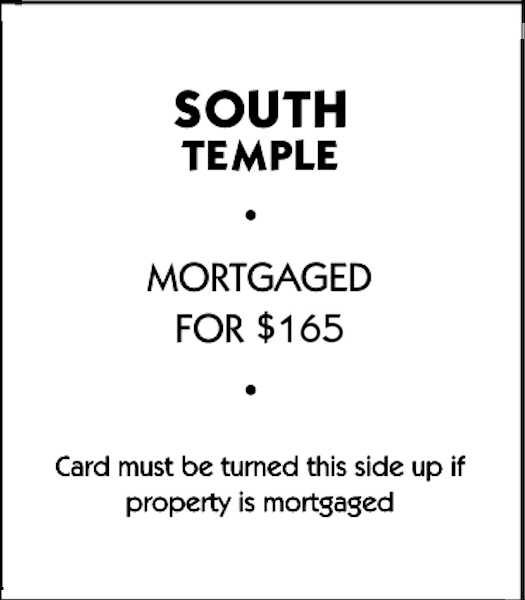 SOUTH
TEMPLE
•
MORTGAGED
FOR $165
•
Card must be turned this side up if
property is mortgaged